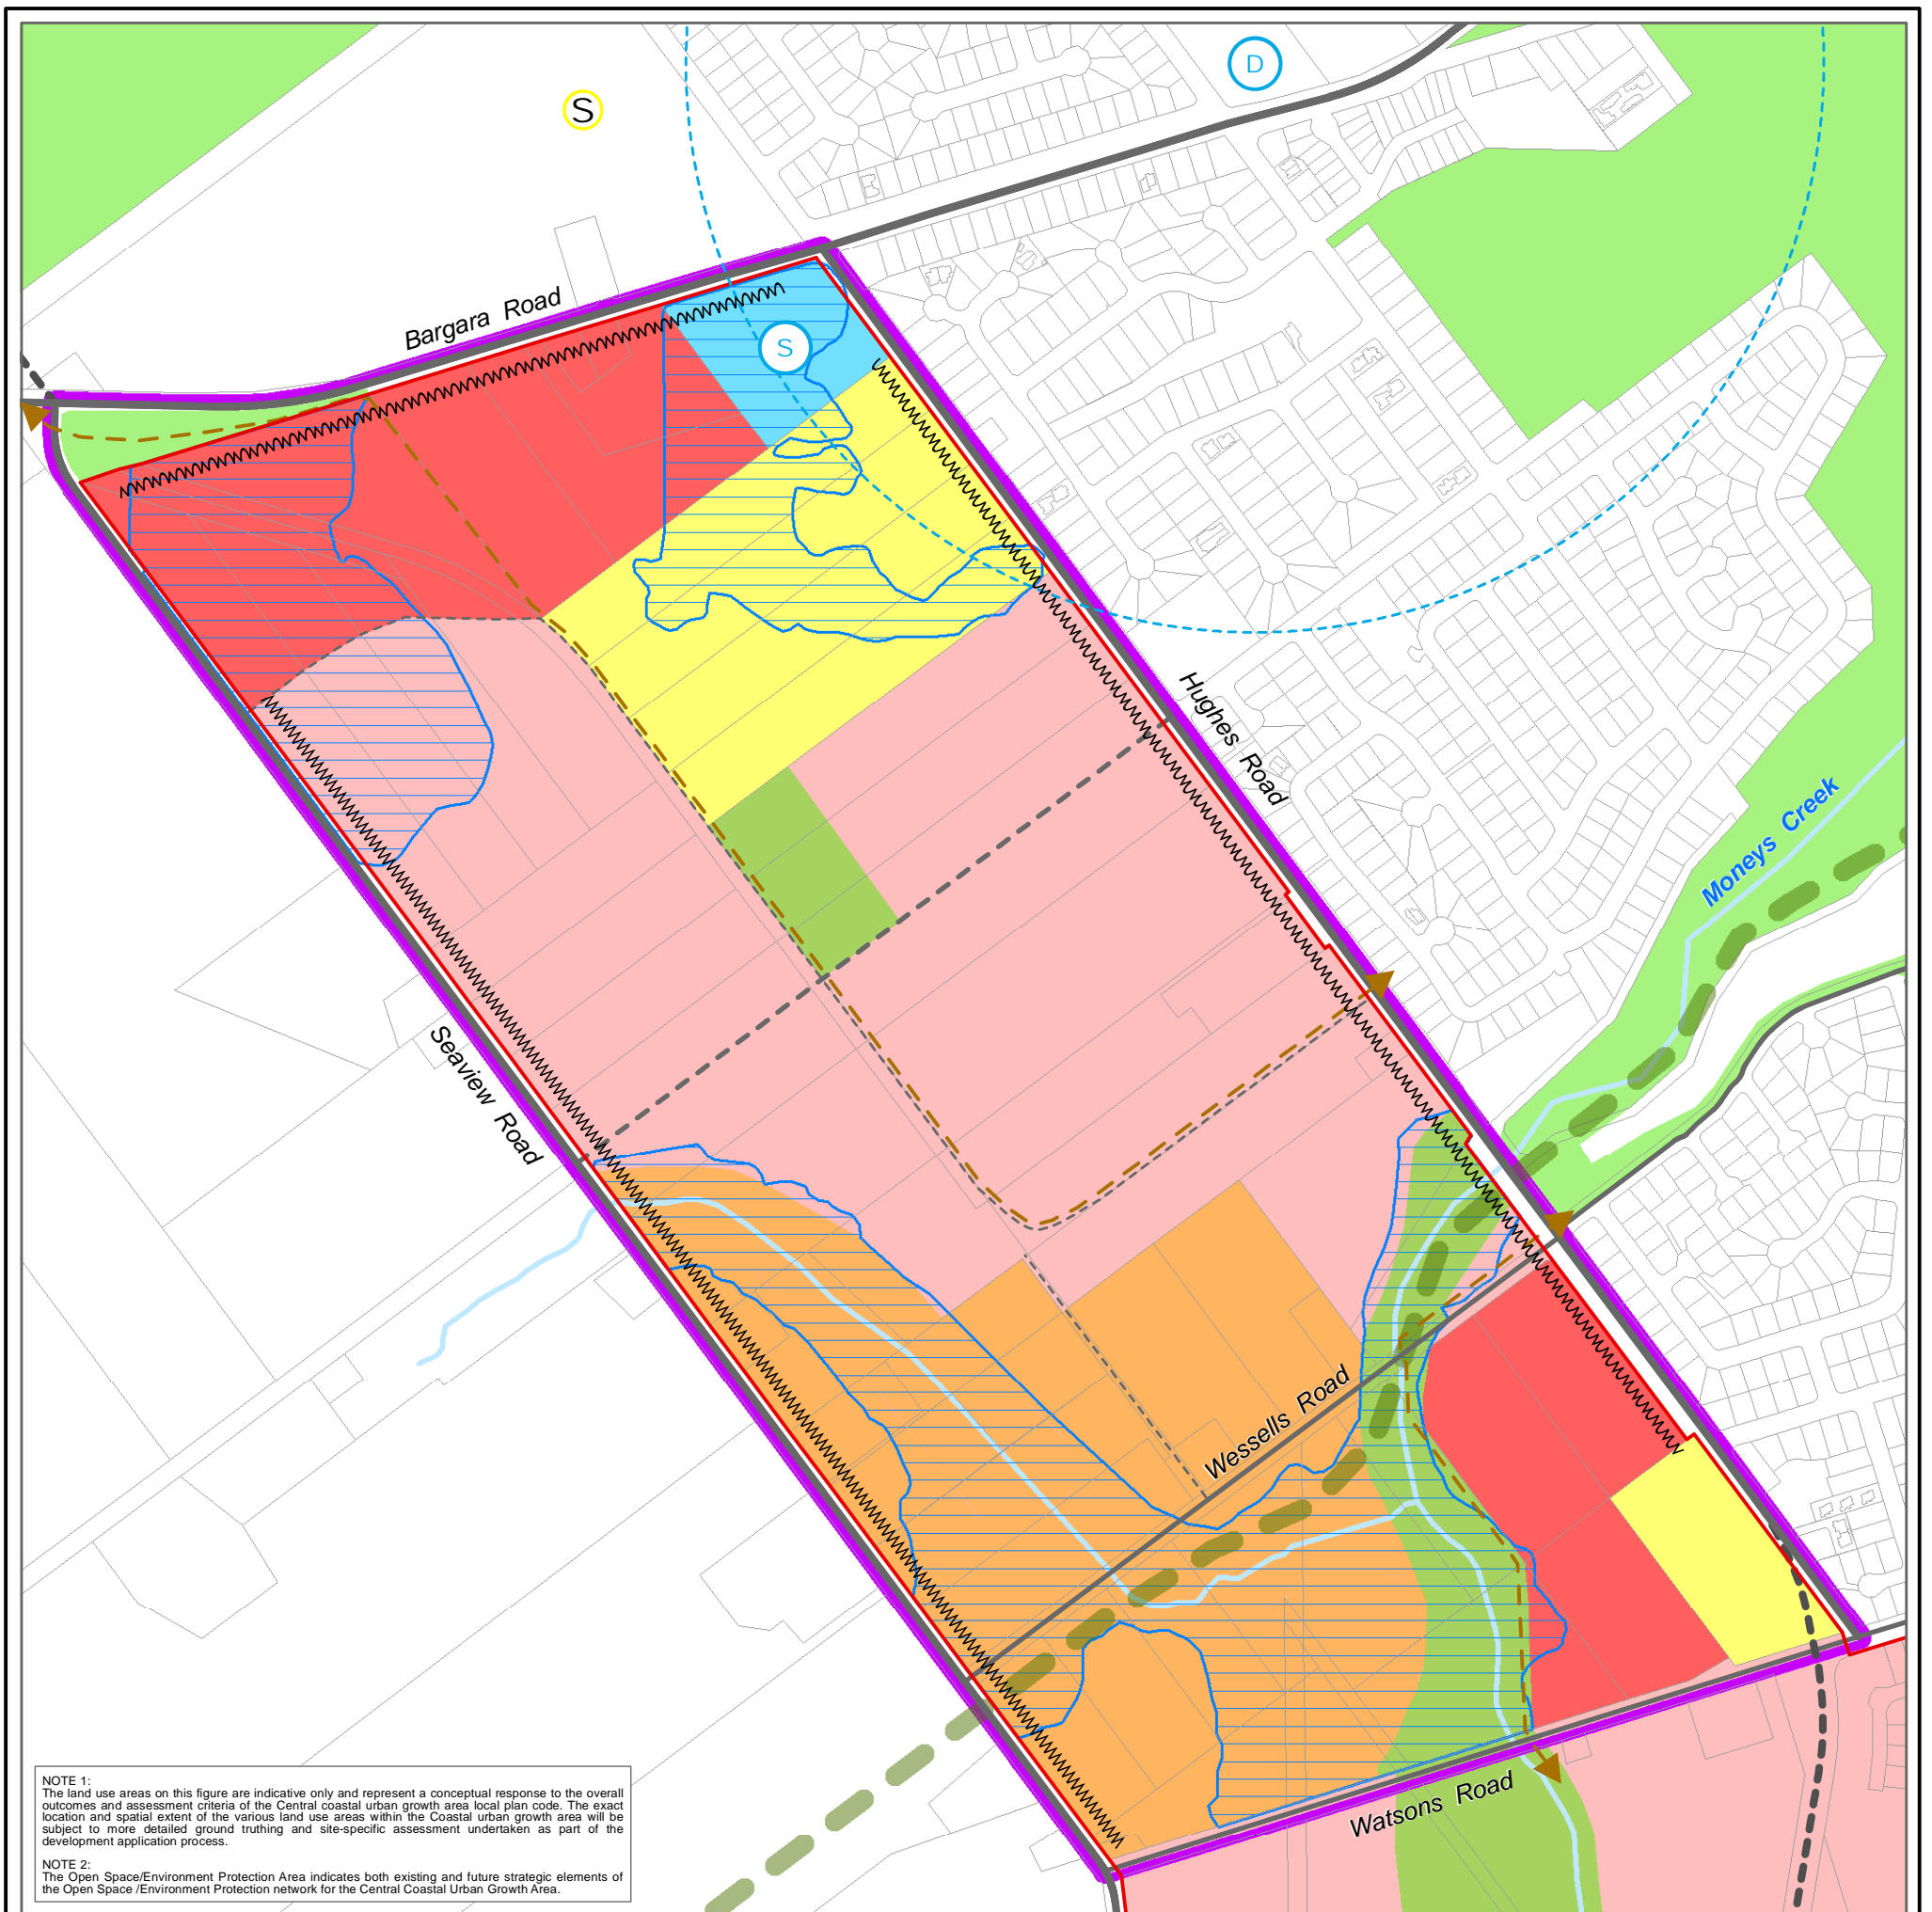 D
S
Bargara Road
S
Hughes Road
Moneys Creek
Seaview Road
Wessells Road
Watsons Road
NOTE 1:
The land use areas on this figure are indicative only and represent a conceptual response to the overall
outcomes and assessment criteria of the Central coastal urban growth area local plan code. The exact
location and spatial extent of the various land use areas within the Coastal urban growth area will be
subject to more detailed ground truthing and site-specific assessment undertaken as part of the
development application process.
NOTE 2:
The Open Space/Environment Protection Area indicates both existing and future strategic elements of
the Open Space /Environment Protection network for the Central Coastal Urban Growth Area.